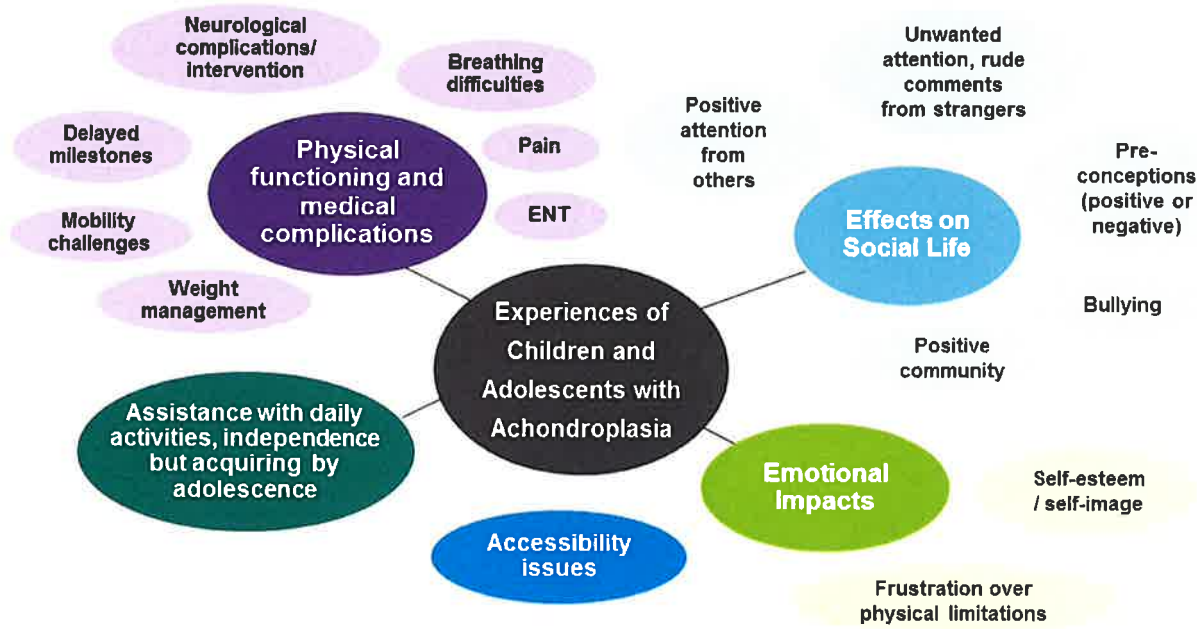 Neurological
complications/
intervention
Breathing
difficulties
Delayed
milestones
Pain
Mobility
challenges
ENT
Weight
management
Physical
functioning and
medical
complications
Unwanted
attention, rude
comments
from strangers
Positive
attention
from
others
Pre-
conceptions
(positive or
negative)
Effects on
Social Life
Bullying
Positive
community
Experiences of
Children and
Adolescents with
Achondroplasia
Assistance with daily
activities, independence
but acquiring by
adolescence
Accessibility
issues
Emotional
Impacts
Self-esteem
/ self-image
Frustration over
physical limitations